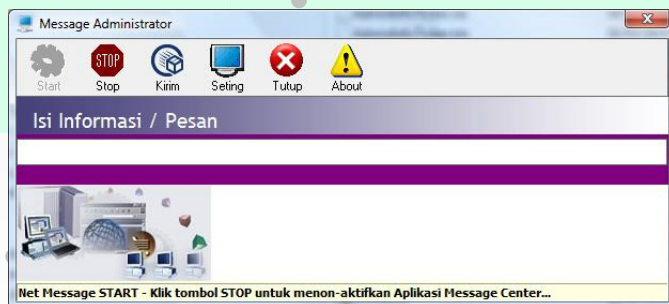 Message Administrator
STOP
Start Stop Kirim Seting Tutup About
Isi Informasi / Pesan
Net Message START - Klik tombol STOP untuk menon-aktifkan Aplikasi Message Center...